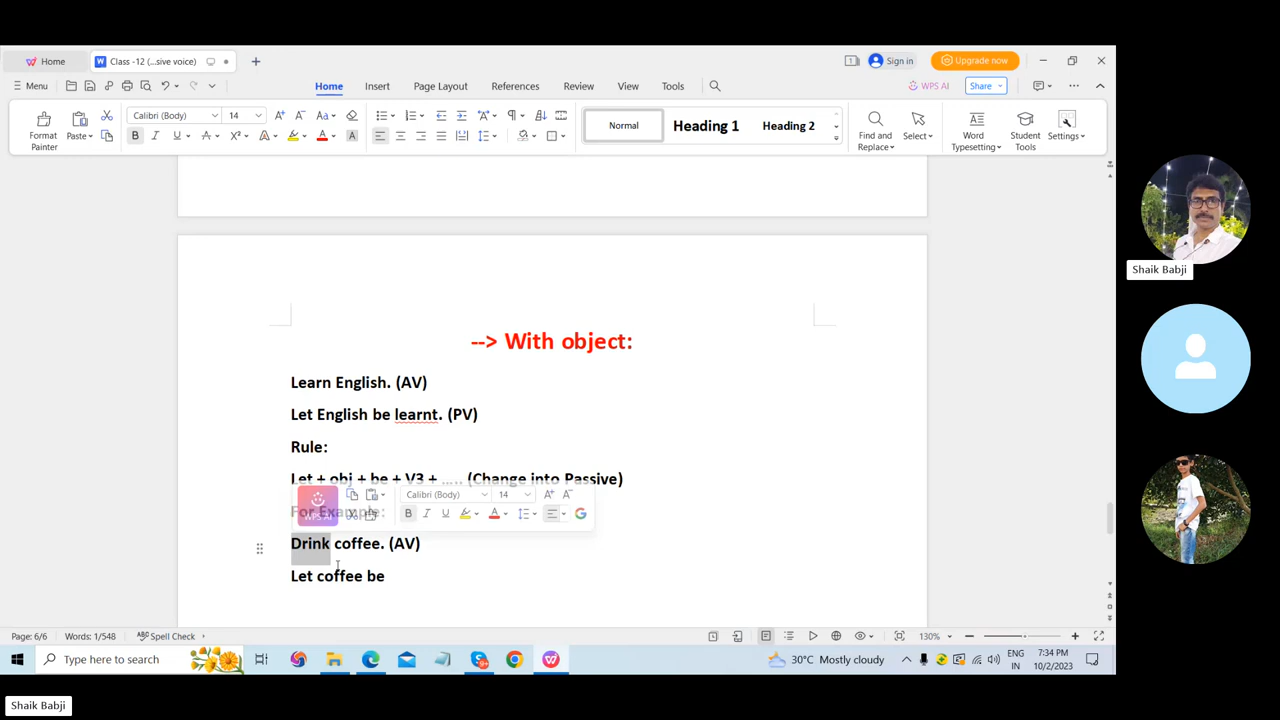 Home
Class -12 (...sive voice)
Sign in
Upgrade now
Menu
Home
Insert
Page Layout
References
Review
View
Tools
WPS AI
Share
Format Painter
Paste
Calibri (Body)
14
Normal
Heading 1
Heading 2
Find and Replace
Select
Word Typesetting
Student Tools
Settings
Shaik Babji
--> With object:
Learn English. (AV)
Let English be learnt. (PV)
Rule:
Let + obj + be + V3 + ..... (Change into Passive)
WPS AI
Calibri (Body)
14
For Example:
Drink coffee. (AV)
Let coffee be
Page: 6/6
Words: 1/548
Spell Check
130%
Type here to search
30°C Mostly cloudy
ENG
IN
7:34 PM
10/2/2023
Shaik Babji